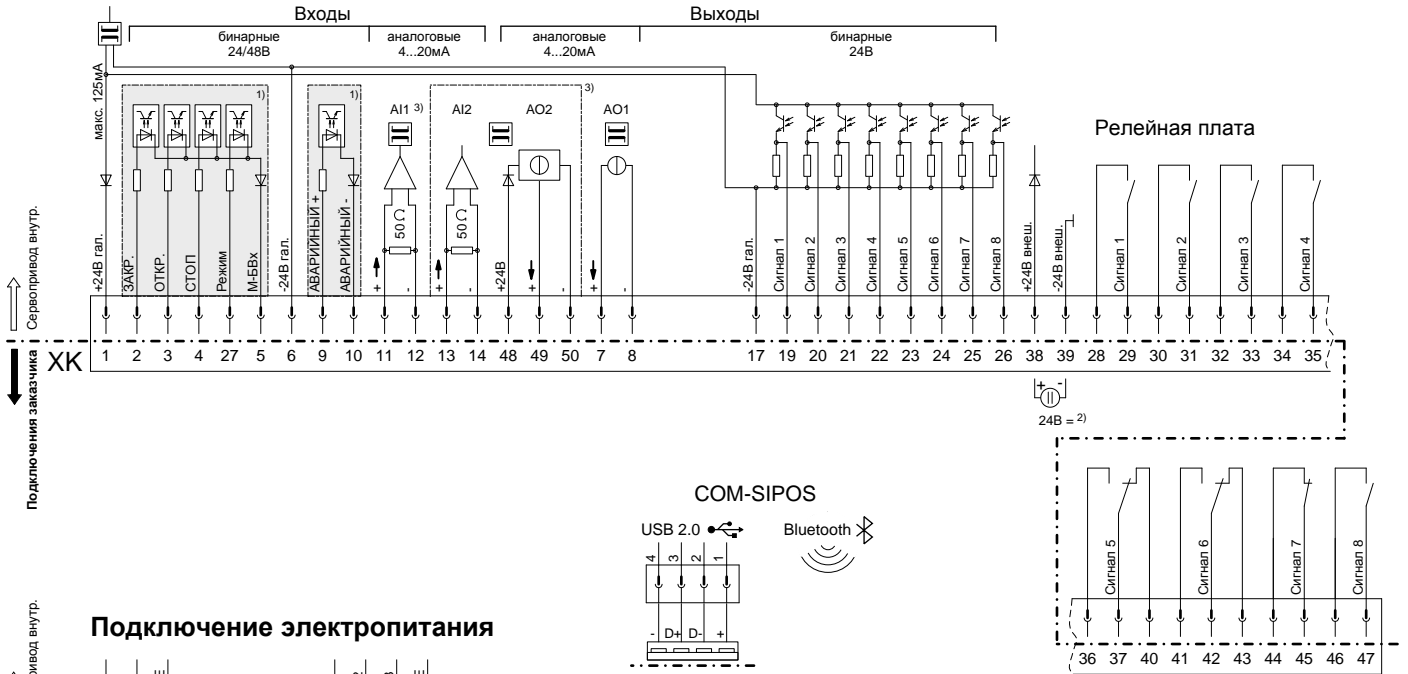 Входы
Выходы
бинарные
24/48В
аналоговые
4...20мА
аналоговые
4...20мА
бинарные
24В
макс. 125мА
1)
1)
3)
AI1 3)
AI2
AO2
AO1
Релейная плата
50 Ω
50 Ω
Сервопривод внутр.
+24В гал.
ЗАКР.
ОТКР.
СТОП
Режим
М-БВх
-24В гал.
АВАРИЙНЫЙ +
АВАРИЙНЫЙ -
+
-
+
-
+24В
+
-
+
-
-24В гал.
Сигнал 1
Сигнал 2
Сигнал 3
Сигнал 4
Сигнал 5
Сигнал 6
Сигнал 7
Сигнал 8
+24В внеш.
-24В внеш.
Сигнал 1
Сигнал 2
Сигнал 3
Сигнал 4
XK 1 2 3 4 27 5 6 9 10 11 12 13 14 48 49 50 7 8 17 19 20 21 22 23 24 25 26 38 39 28 29 30 31 32 33 34 35
Подключения заказчика
+ -
24В = 2)
COM-SIPOS
USB 2.0
Bluetooth
4 3 2 1
- D+ D- +
Сигнал 5
Сигнал 6
Сигнал 7
Сигнал 8
36 37 40 41 42 43 44 45 46 47
Подключение электропитания